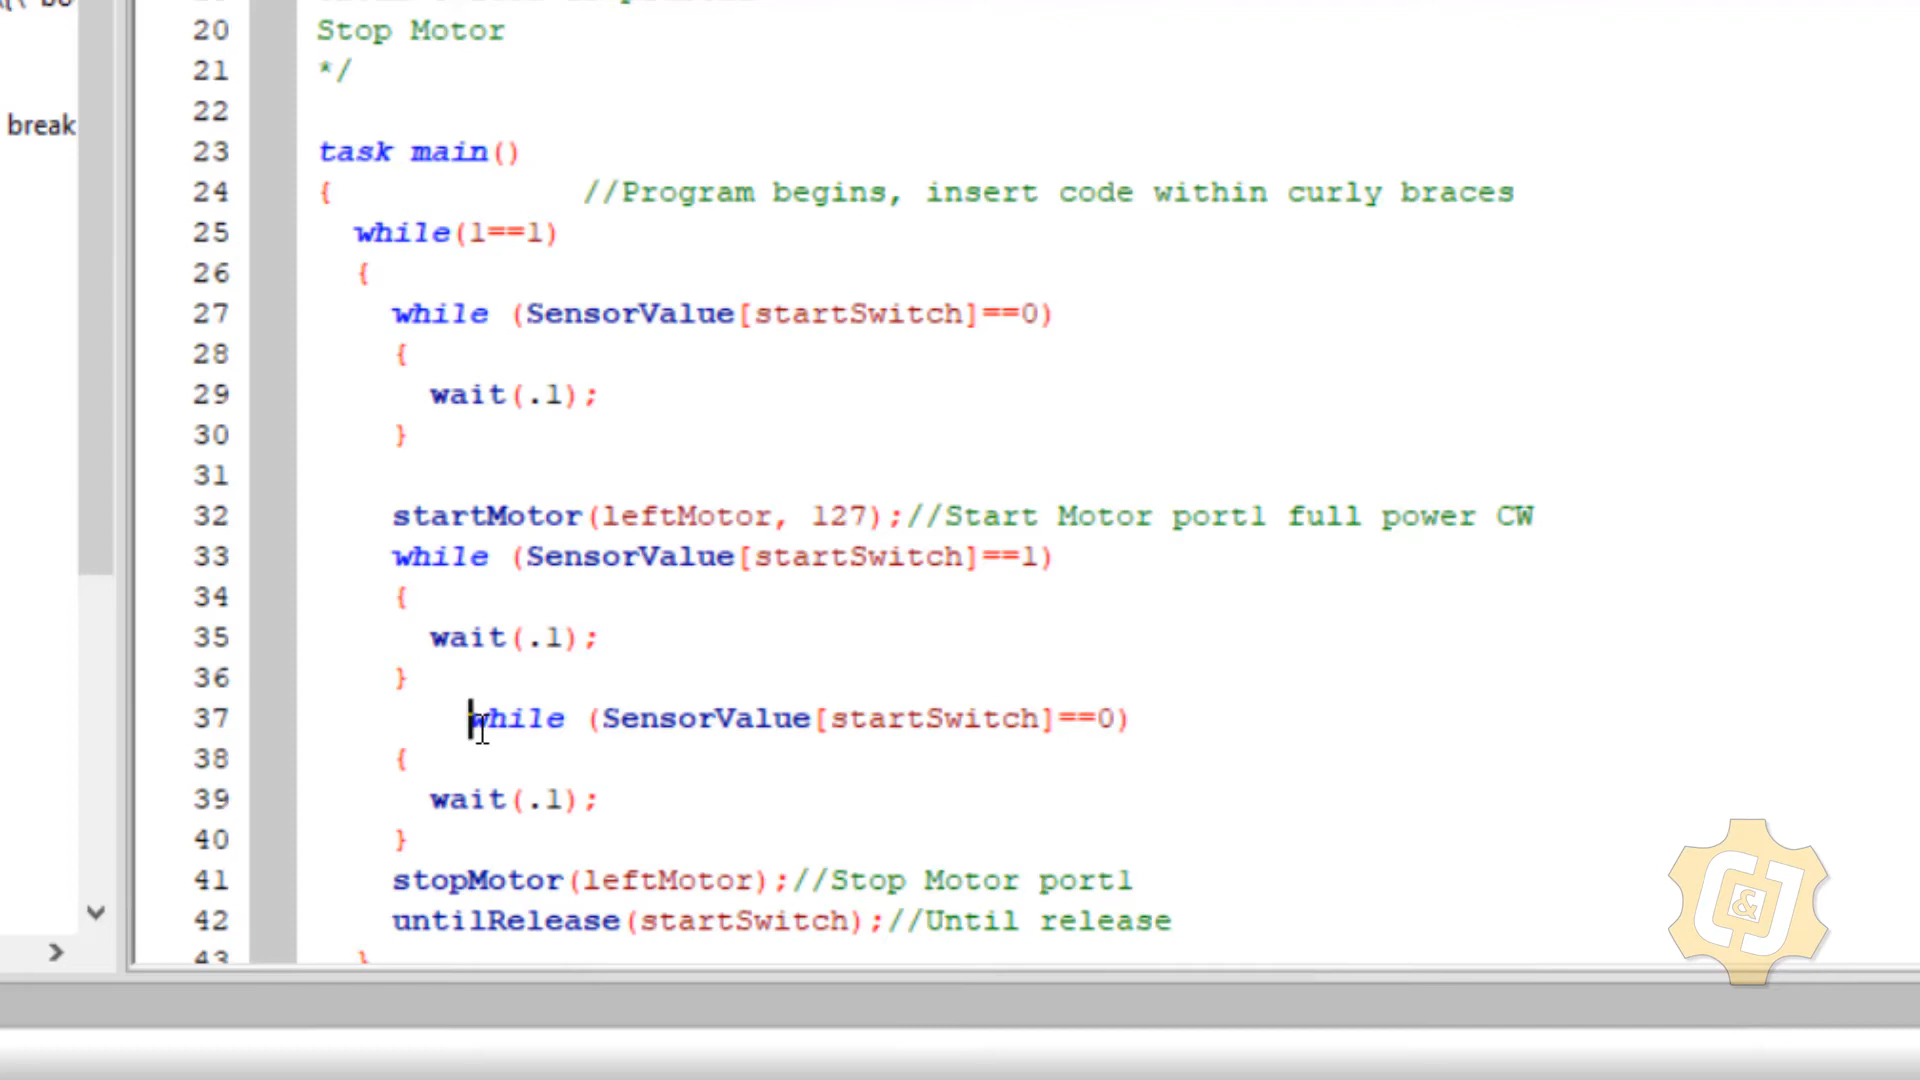 break
20 Stop Motor
21 */
22
23 task main()
24 { //Program begins, insert code within curly braces
25 while(1==1)
26 {
27 while (SensorValue[startSwitch]==0)
28 {
29 wait(.1);
30 }
31
32 startMotor(leftMotor, 127);//Start Motor port1 full power CW
33 while (SensorValue[startSwitch]==1)
34 {
35 wait(.1);
36 }
37 while (SensorValue[startSwitch]==0)
38 {
39 wait(.1);
40 }
41 stopMotor(leftMotor);//Stop Motor port1
42 untilRelease(startSwitch);//Until release
43 }
C&J